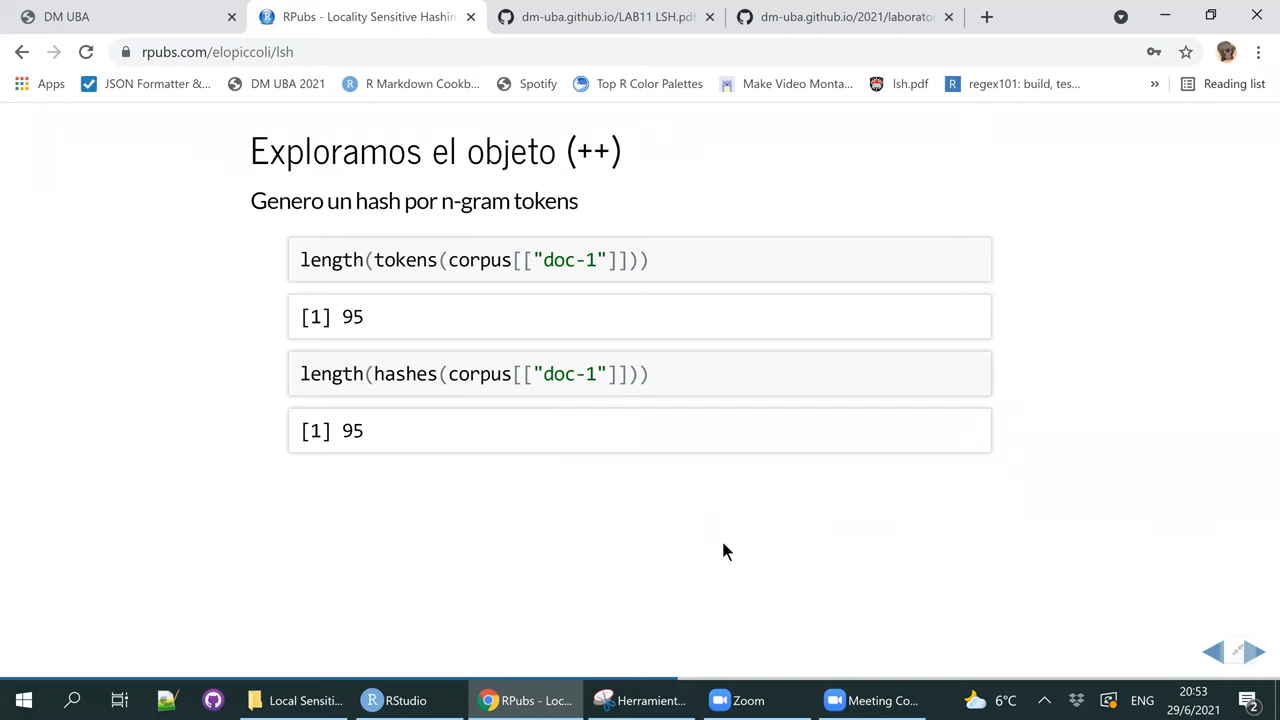 DM UBA
RPubs - Locality Sensitive Hashin
dm-uba.github.io/LAB11 LSH.pdf
dm-uba.github.io/2021/laborator
rpubs.com/elopiccoli/lsh
Apps
JSON Formatter &...
DM UBA 2021
R Markdown Cookb...
Spotify
Top R Color Palettes
Make Video Monta...
lsh.pdf
regex101: build, tes...
»
Reading list
Exploramos el objeto (++)
Genero un hash por n-gram tokens
length(tokens(corpus[["doc-1"]]))
[1] 95
length(hashes(corpus[["doc-1"]]))
[1] 95
Local Sensiti...
RStudio
RPubs - Loc...
Herramient...
Zoom
Meeting Co...
6°C
ENG
20:53
29/6/2021
2